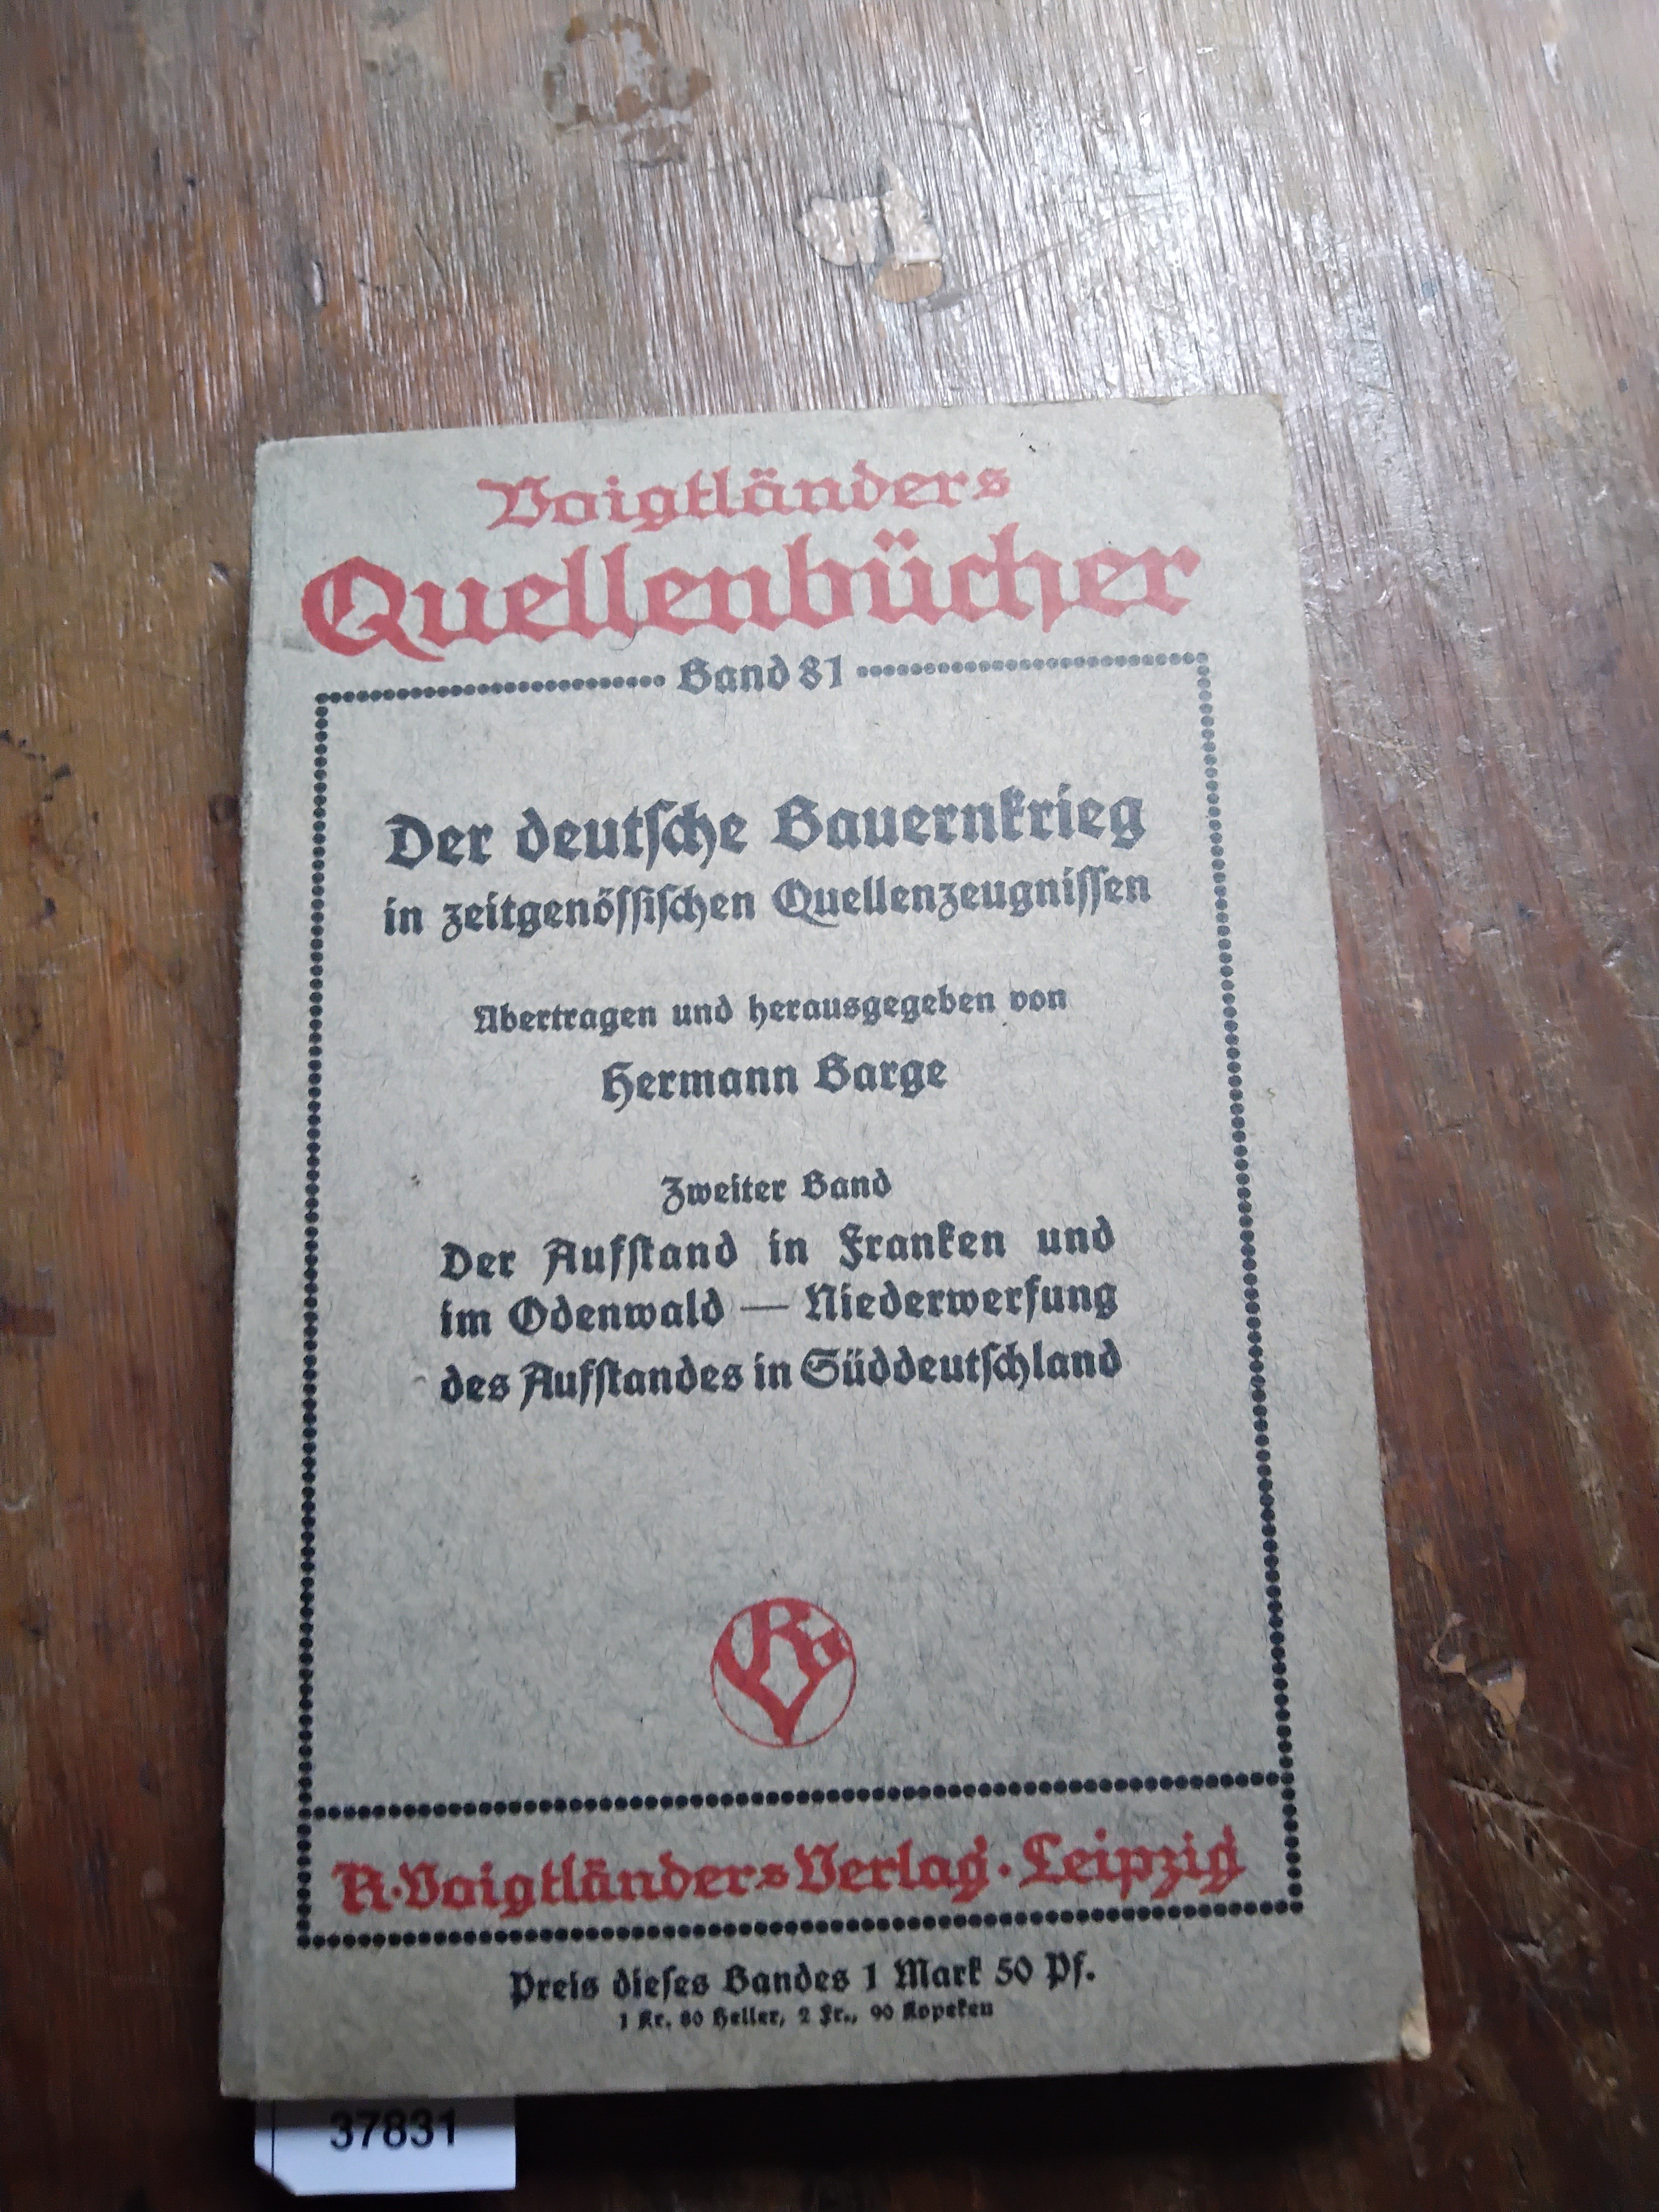 Voigtländers
Quellenbücher
Band 81
Der deutsche Bauernkrieg
in zeitgenössischen Quellenzeugnissen
Übertragen und herausgegeben von
Hermann Barge
Zweiter Band
Der Aufstand in Franken und
im Odenwald — Niederwerfung
des Aufstandes in Süddeutschland
RV
R. Voigtländers Verlag · Leipzig
Preis dieses Bandes 1 Mark 50 Pf.
1 Kr. 80 Heller, 2 Fr., 90 Kopeken
37831